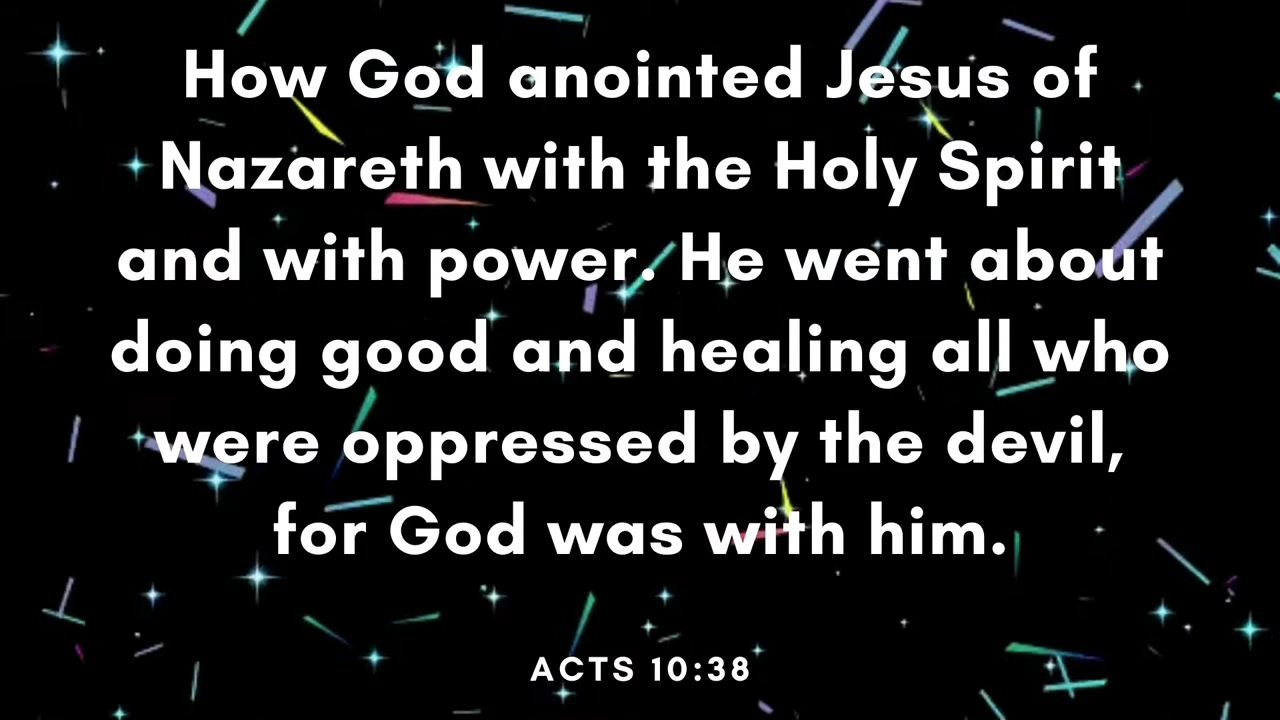 How God anointed Jesus of
Nazareth with the Holy Spirit
and with power. He went about
doing good and healing all who
were oppressed by the devil,
for God was with him.
ACTS 10:38